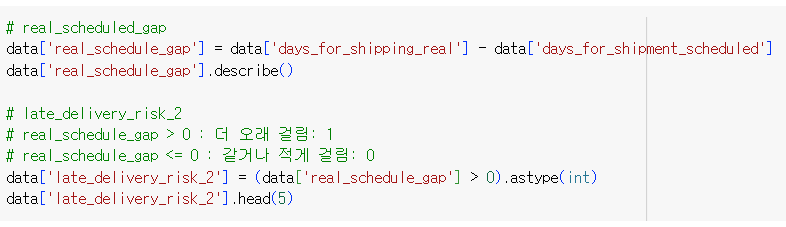 # real_scheduled_gap
data['real_schedule_gap'] = data['days_for_shipping_real'] - data['days_for_shipment_scheduled']
data['real_schedule_gap'].describe()
# late_delivery_risk_2
# real_schedule_gap > 0 : 더 오래 걸림: 1
# real_schedule_gap <= 0 : 같거나 적게 걸림: 0
data['late_delivery_risk_2'] = (data['real_schedule_gap'] > 0).astype(int)
data['late_delivery_risk_2'].head(5)